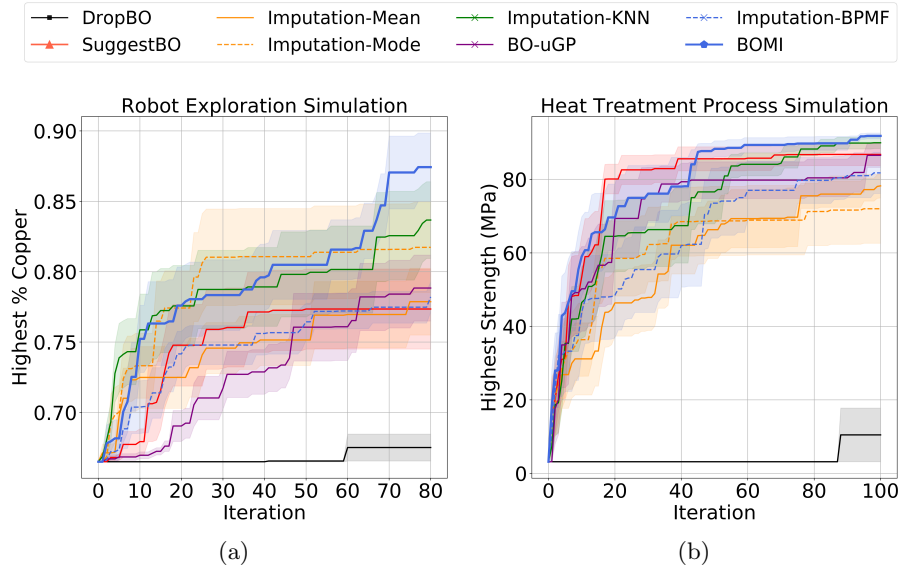 DropBO Imputation-Mean Imputation-KNN Imputation-BPMF
SuggestBO Imputation-Mode BO-uGP BOMI
Robot Exploration Simulation
Highest % Copper
0.90
0.85
0.80
0.75
0.70
0 10 20 30 40 50 60 70 80
Iteration
(a)
Heat Treatment Process Simulation
Highest Strength (MPa)
80
60
40
20
0
0 20 40 60 80 100
Iteration
(b)